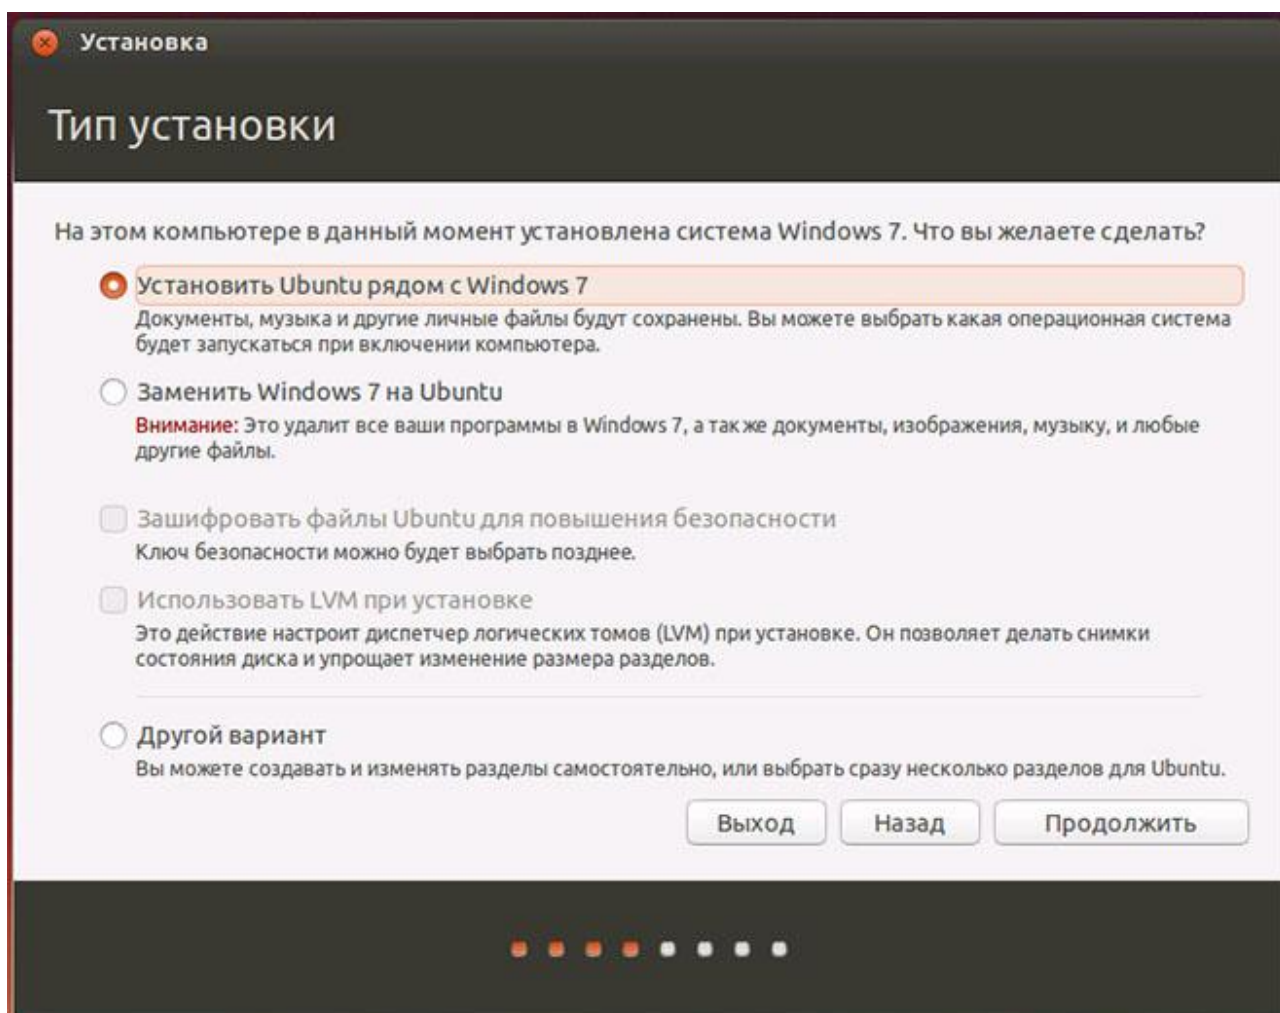 Установка
Тип установки
На этом компьютере в данный момент установлена система Windows 7. Что вы желаете сделать?
Установить Ubuntu рядом с Windows 7
Документы, музыка и другие личные файлы будут сохранены. Вы можете выбрать какая операционная система
будет запускаться при включении компьютера.
Заменить Windows 7 на Ubuntu
Внимание: Это удалит все ваши программы в Windows 7, а также документы, изображения, музыку, и любые
другие файлы.
Зашифровать файлы Ubuntu для повышения безопасности
Ключ безопасности можно будет выбрать позднее.
Использовать LVM при установке
Это действие настроит диспетчер логических томов (LVM) при установке. Он позволяет делать снимки
состояния диска и упрощает изменение размера разделов.
Другой вариант
Вы можете создавать и изменять разделы самостоятельно, или выбрать сразу несколько разделов для Ubuntu.
Выход Назад Продолжить